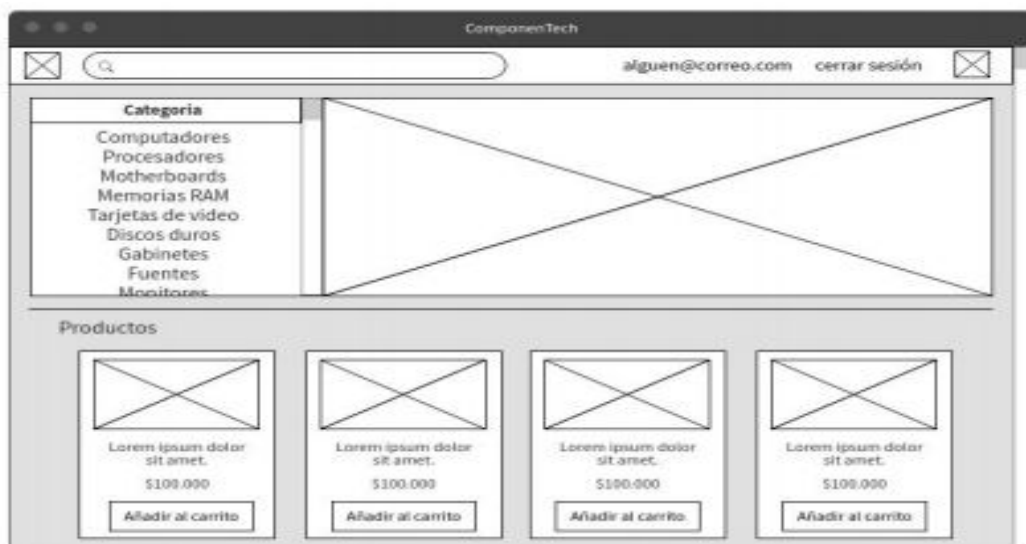 ComponenTech
alguen@correo.com cerrar sesión
Categoria
Computadores
Procesadores
Motherboards
Memorias RAM
Tarjetas de video
Discos duros
Gabinetes
Fuentes
Monitores
Productos
Lorem ipsum dolor
sit amet.
$100.000
Añadir al carrito
Lorem ipsum dolor
sit amet.
$100.000
Añadir al carrito
Lorem ipsum dolor
sit amet.
$100.000
Añadir al carrito
Lorem ipsum dolor
sit amet.
$100.000
Añadir al carrito